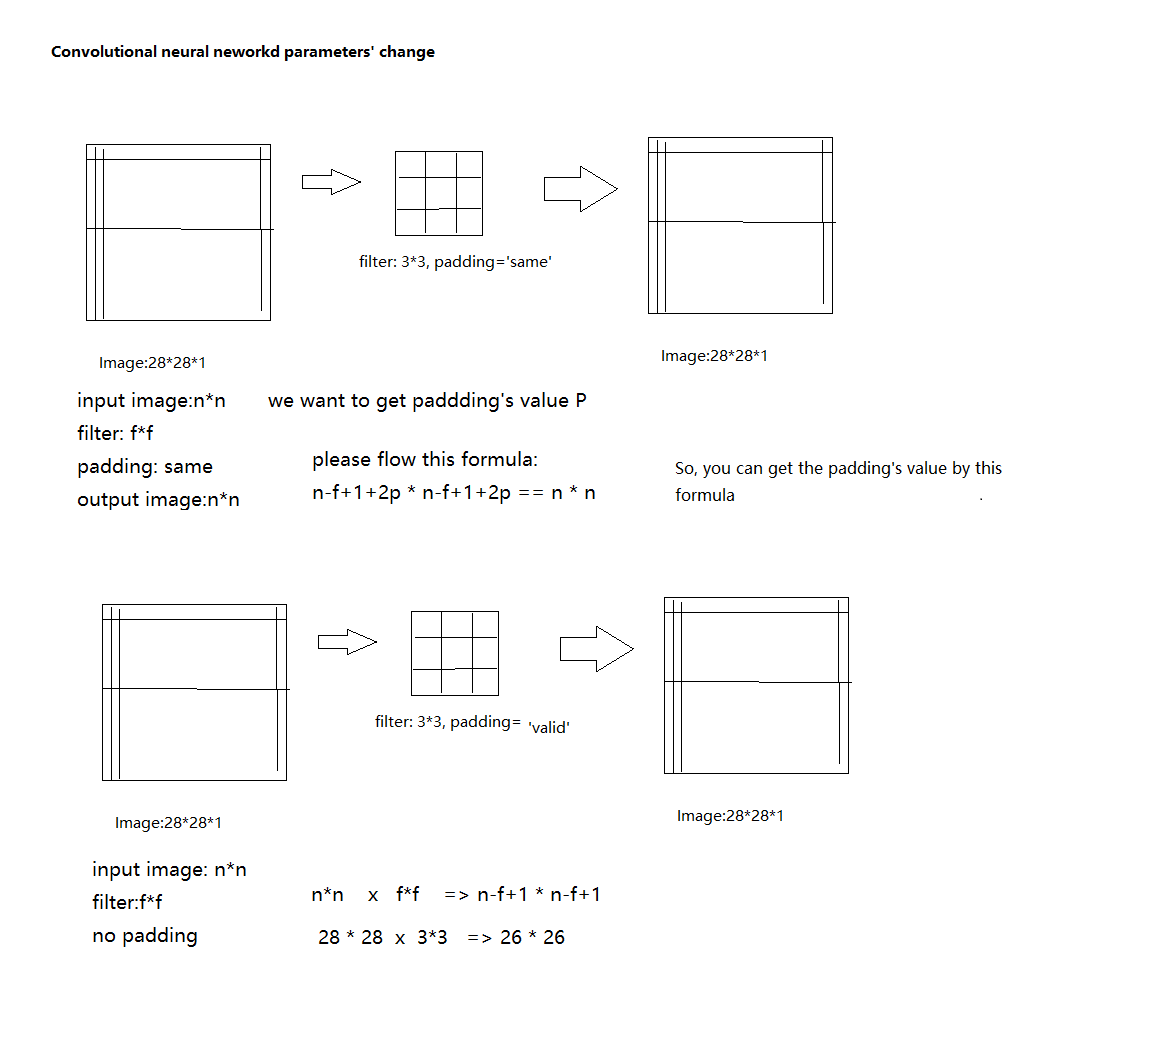 Convolutional neural neworkd parameters' change
filter: 3*3, padding='same'
Image:28*28*1
Image:28*28*1
input image:n*n
we want to get paddding's value P
filter: f*f
padding: same
output image:n*n
please flow this formula:
n-f+1+2p * n-f+1+2p == n * n
So, you can get the padding's value by this
formula .
filter: 3*3, padding= 'valid'
Image:28*28*1
Image:28*28*1
input image: n*n
filter:f*f
no padding
n*n x f*f => n-f+1 * n-f+1
28 * 28 x 3*3 => 26 * 26